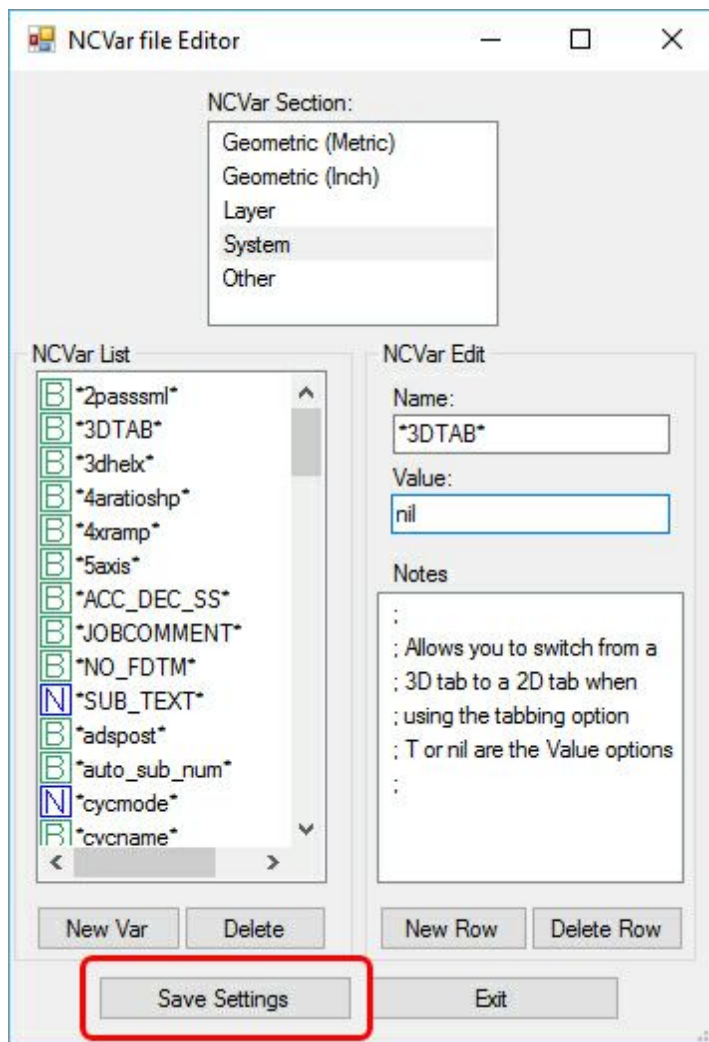 NCVar file Editor
NCVar Section:
Geometric (Metric)
Geometric (Inch)
Layer
System
Other
NCVar List
B *2passsml*
B *3DTAB*
B *3dhelx*
B *4aratioshp*
B *4xramp*
B *5axis*
B *ACC_DEC_SS*
B *JOBCOMMENT*
B *NO_FDTM*
N *SUB_TEXT*
B *adspost*
B *auto_sub_num*
N *cycmode*
B *cycname*
New Var
Delete
NCVar Edit
Name:
*3DTAB*
Value:
nil
Notes
;
; Allows you to switch from a
; 3D tab to a 2D tab when
; using the tabbing option
; T or nil are the Value options
;
New Row
Delete Row
Save Settings
Exit